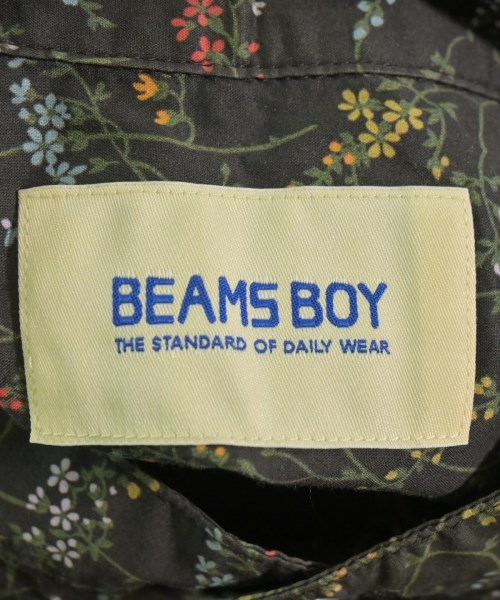 BEAMS BOY
THE STANDARD OF DAILY WEAR